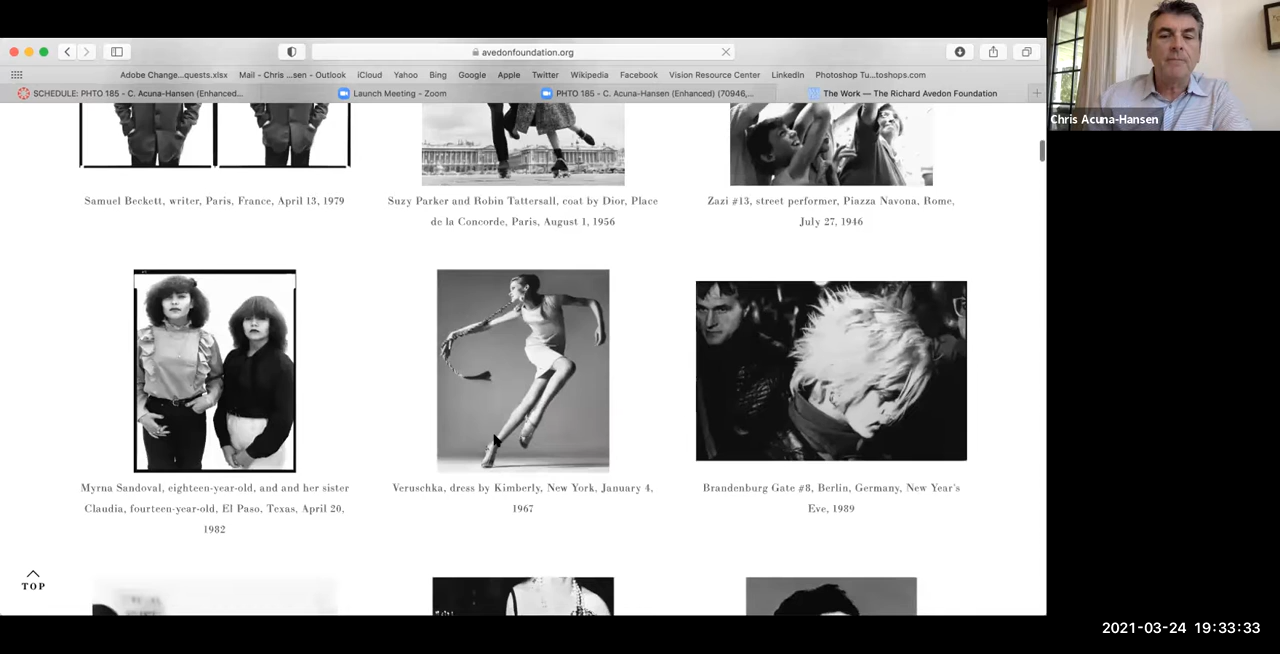 avedonfoundation.org
Adobe Change...quests.xlsx Mail - Chris ...sen - Outlook iCloud Yahoo Bing Google Apple Twitter Wikipedia Facebook Vision Resource Center LinkedIn Photoshop Tu...toshops.com
SCHEDULE: PHTO 185 - C. Acuna-Hansen (Enhanced... Launch Meeting - Zoom PHTO 185 - C. Acuna-Hansen (Enhanced) (70946,... The Work — The Richard Avedon Foundation
Chris Acuna-Hansen
Samuel Beckett, writer, Paris, France, April 13, 1979
Suzy Parker and Robin Tattersall, coat by Dior, Place
de la Concorde, Paris, August 1, 1956
Zazi #13, street performer, Piazza Navona, Rome,
July 27, 1946
Myrna Sandoval, eighteen-year-old, and and her sister
Claudia, fourteen-year-old, El Paso, Texas, April 20,
1982
Veruschka, dress by Kimberly, New York, January 4,
1967
Brandenburg Gate #8, Berlin, Germany, New Year's
Eve, 1989
TOP
2021-03-24 19:33:33